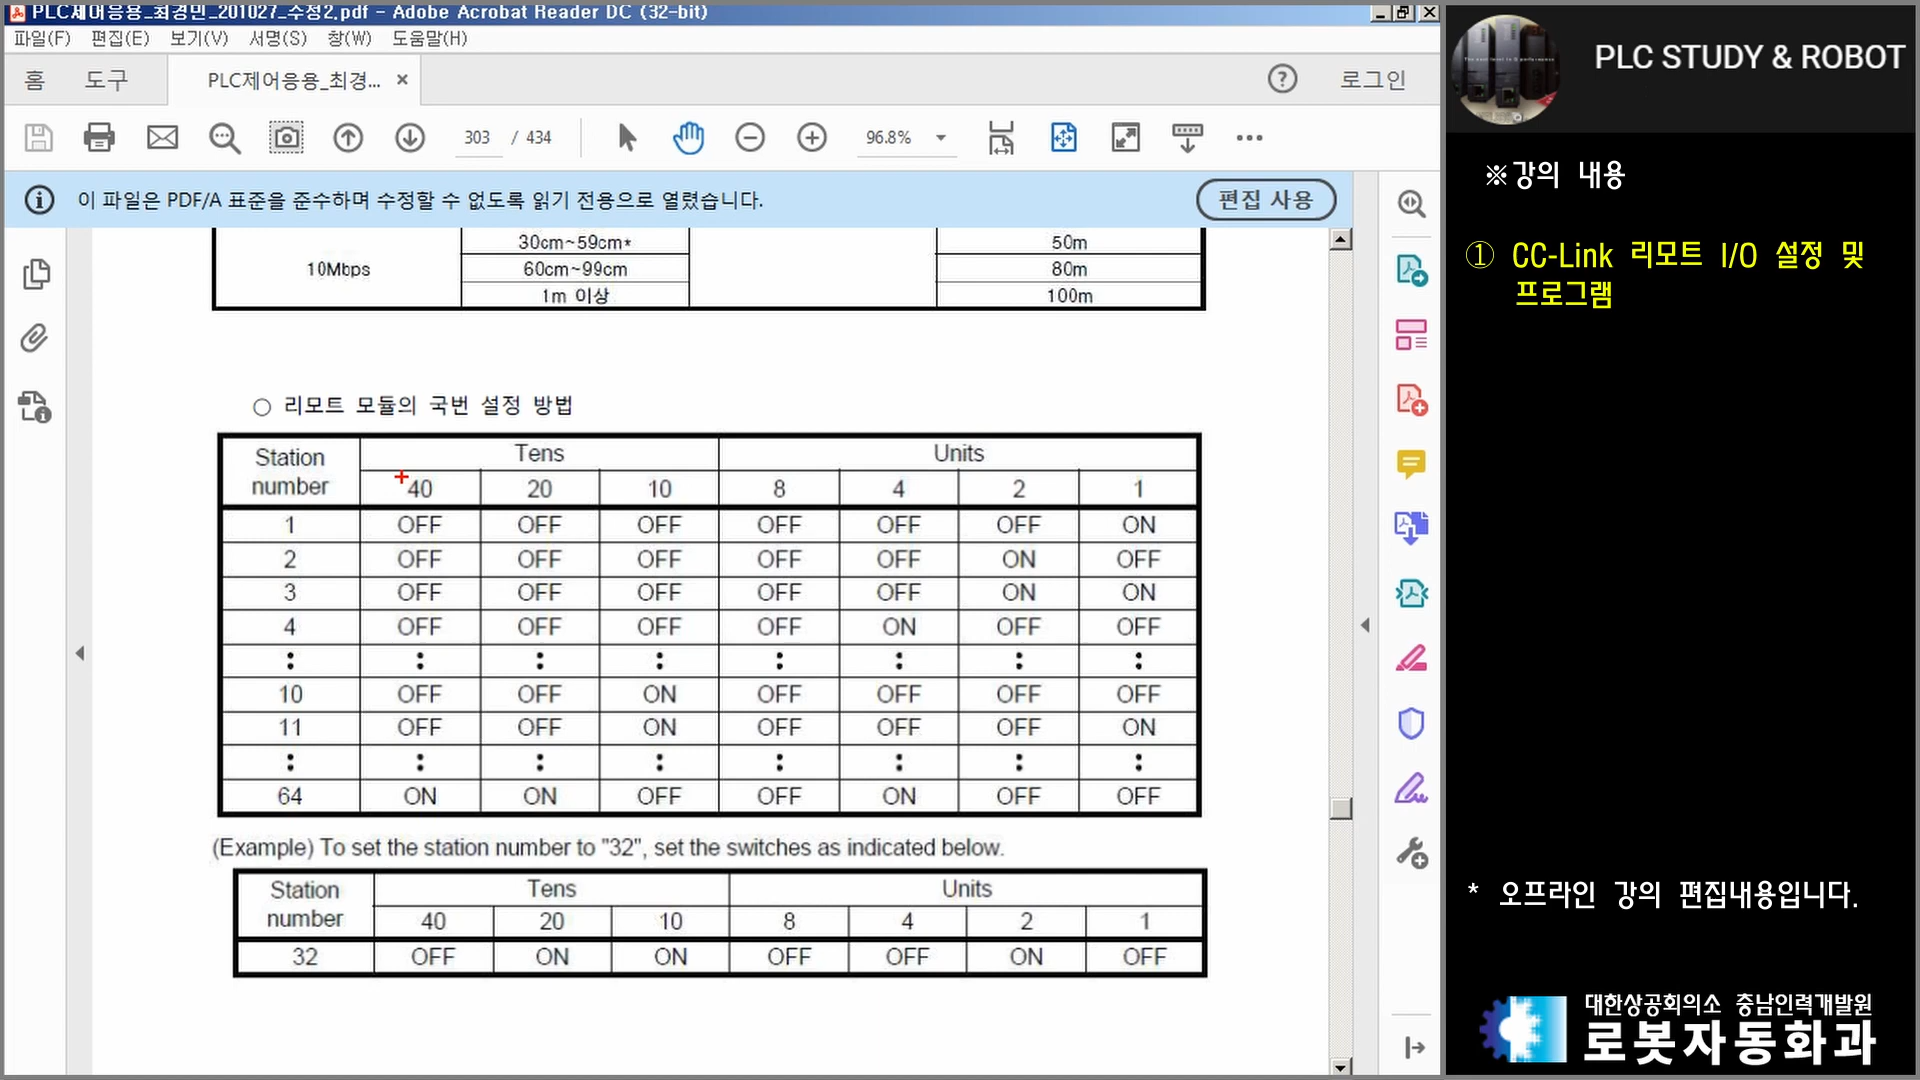 PLC제어응용_최경민_201027_수정2.pdf - Adobe Acrobat Reader DC (32-bit)
파일(F) 편집(E) 보기(V) 서명(S) 창(W) 도움말(H)
홈 도구 PLC제어응용_최경... × 로그인
303 / 434 96.8%
이 파일은 PDF/A 표준을 준수하며 수정할 수 없도록 읽기 전용으로 열렸습니다. 편집 사용
30cm~59cm* 50m
10Mbps 60cm~99cm 80m
1m 이상 100m
○ 리모트 모듈의 국번 설정 방법
Station number Tens Units
40 20 10 8 4 2 1
1 OFF OFF OFF OFF OFF OFF ON
2 OFF OFF OFF OFF OFF ON OFF
3 OFF OFF OFF OFF OFF ON ON
4 OFF OFF OFF OFF ON OFF OFF
: : : : : : : :
10 OFF OFF ON OFF OFF OFF OFF
11 OFF OFF ON OFF OFF OFF ON
: : : : : : : :
64 ON ON OFF OFF ON OFF OFF
(Example) To set the station number to "32", set the switches as indicated below.
Station number Tens Units
40 20 10 8 4 2 1
32 OFF ON ON OFF OFF ON OFF
PLC STUDY & ROBOT
※강의 내용
① CC-Link 리모트 I/O 설정 및
프로그램
* 오프라인 강의 편집내용입니다.
대한상공회의소 충남인력개발원
로봇자동화과